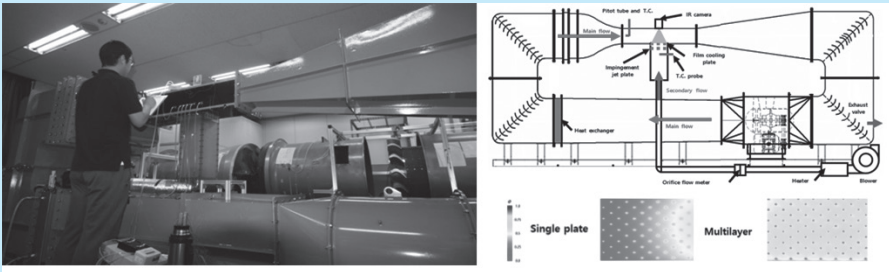 Pitot tube and T.C.
IR camera
Main flow
Impingement
jet plate
Film cooling
plate
T.C. probe
Secondary flow
Main flow
Heat exchanger
Exhaust
valve
Orifice flow meter
Heater
Blower
Single plate
Multilayer